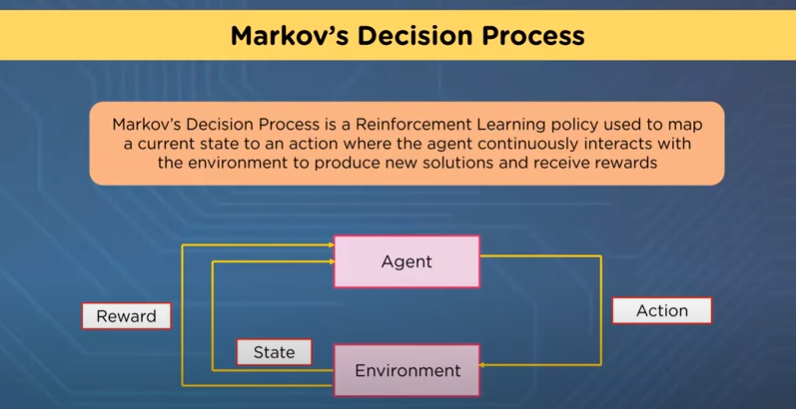 Markov's Decision Process
Markov's Decision Process is a Reinforcement Learning policy used to map
a current state to an action where the agent continuously interacts with
the environment to produce new solutions and receive rewards
Agent
Reward
Action
State
Environment